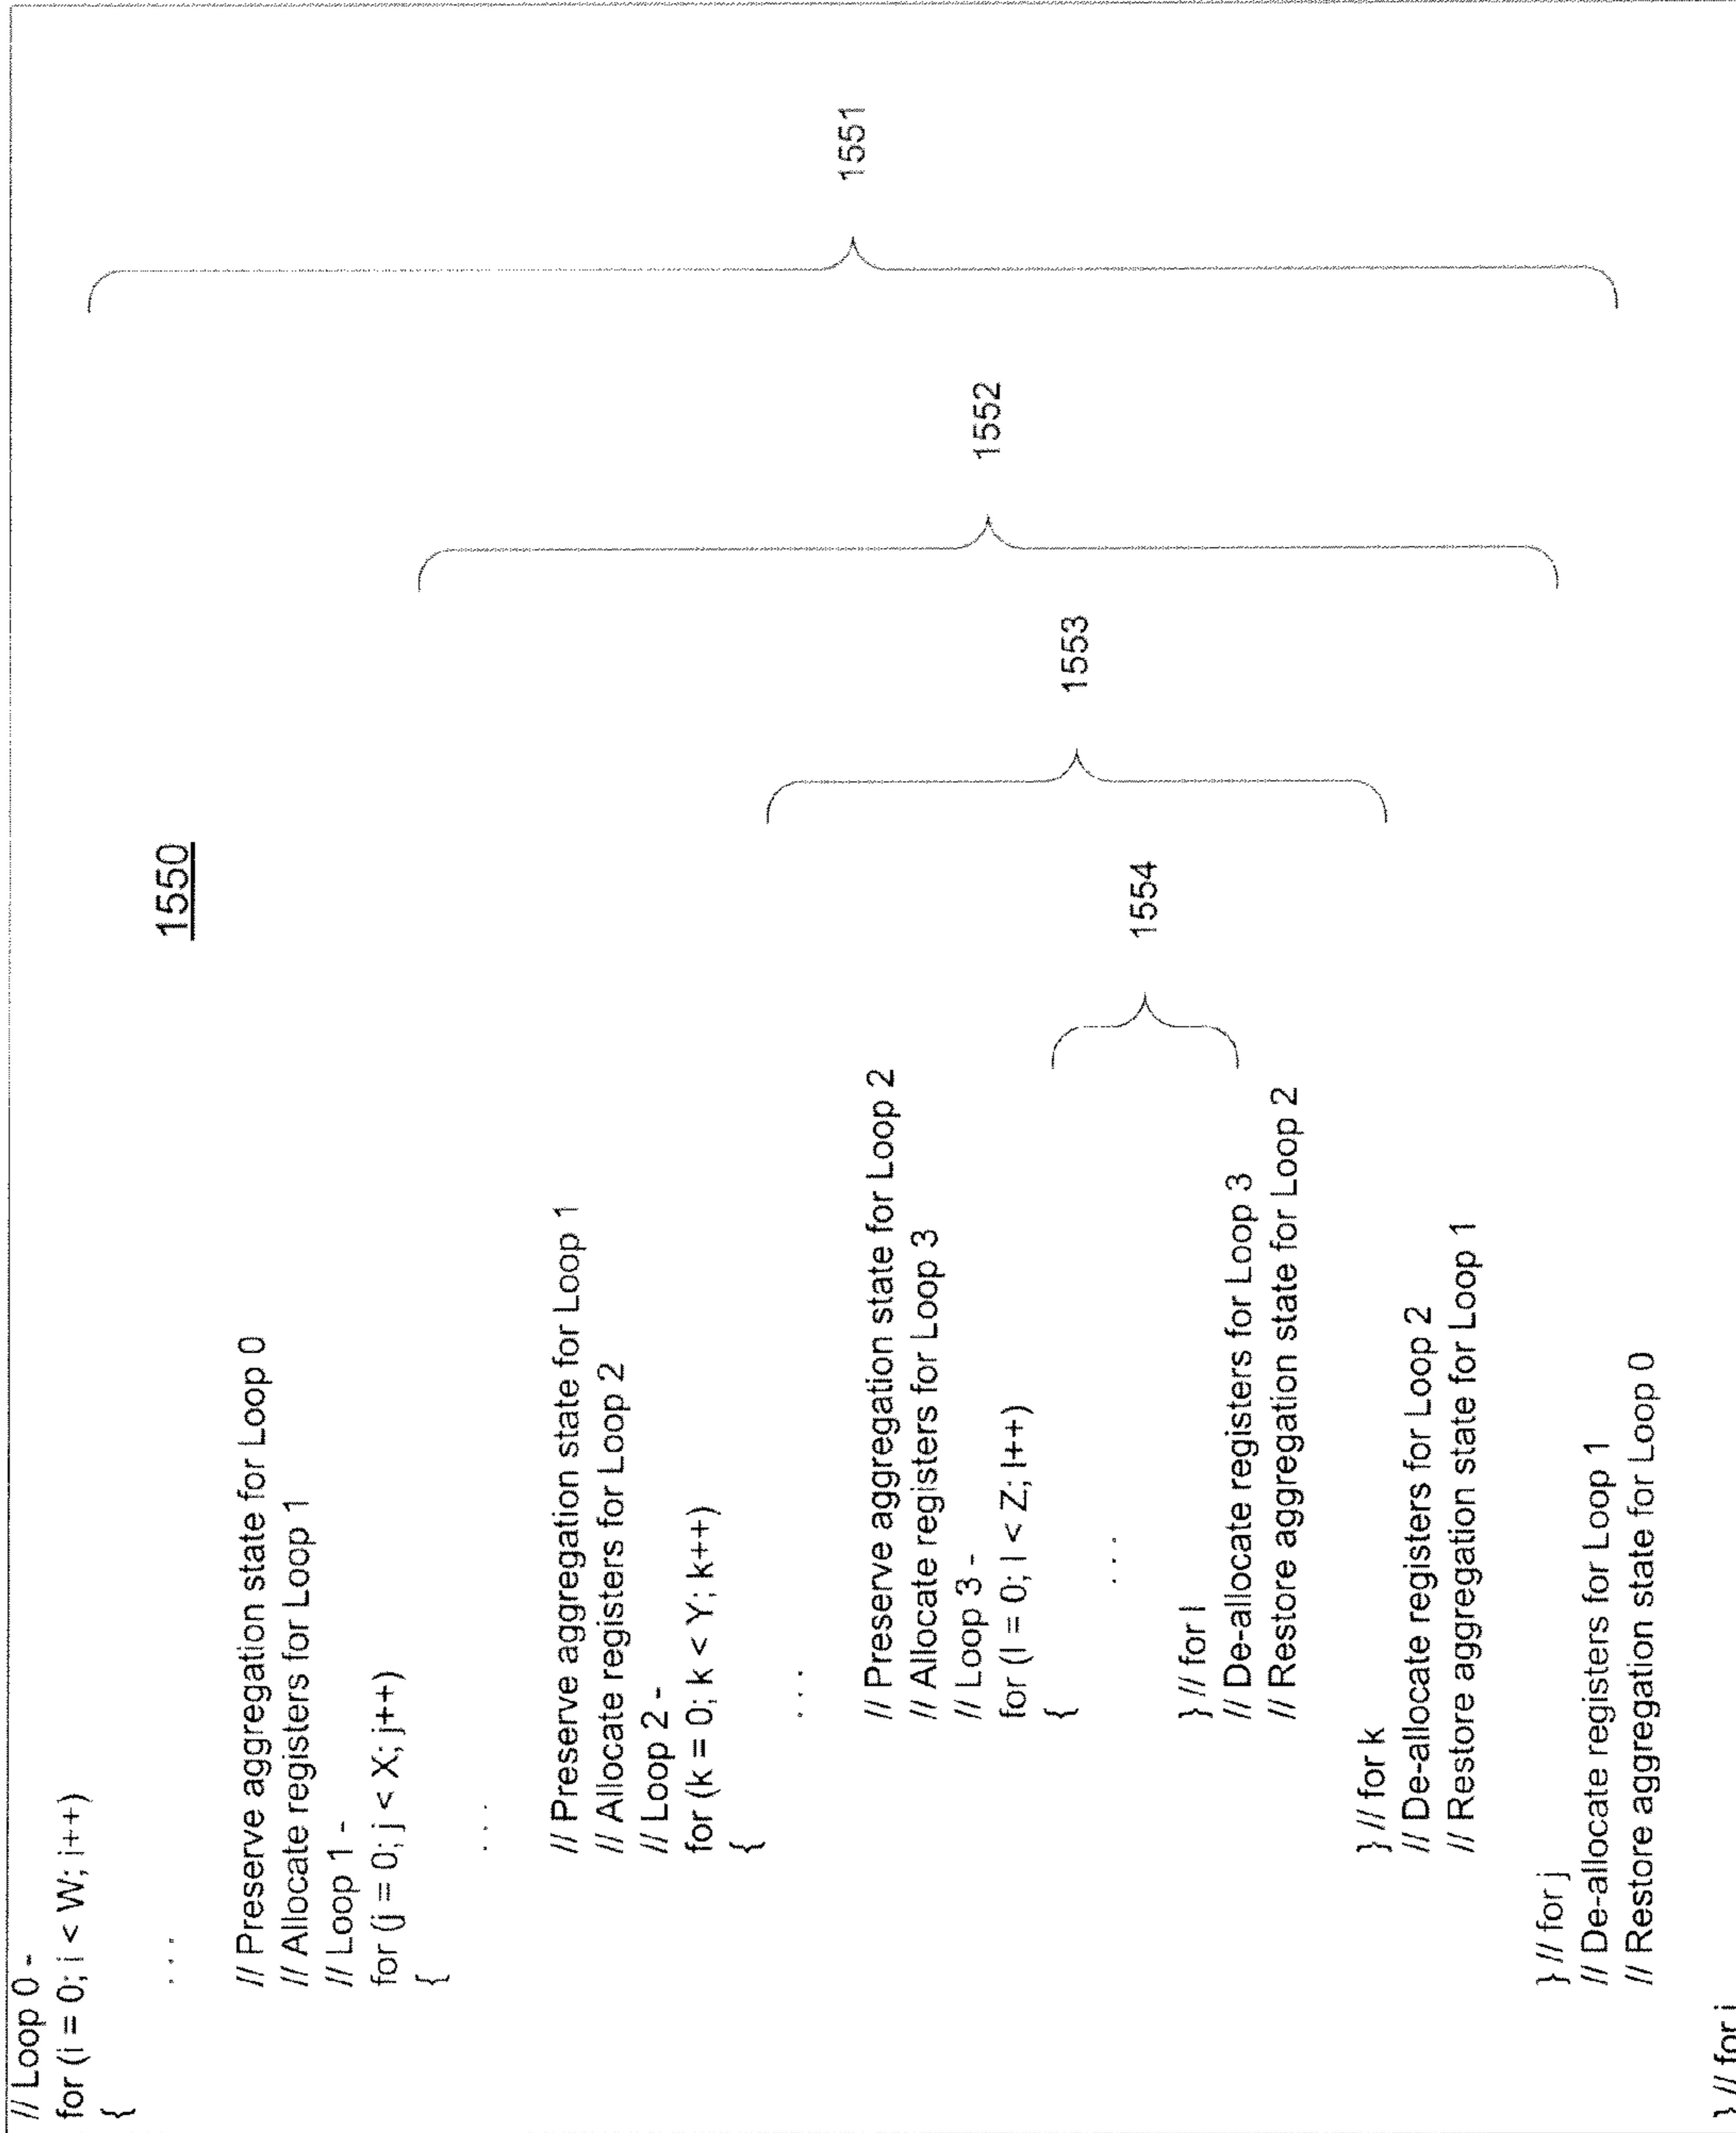 // Loop 0 -
for (i = 0; i < W; i++)
{
1550
. . .
// Preserve aggregation state for Loop 0
// Allocate registers for Loop 1
// Loop 1 -
for (j = 0; j < X; j++)
{
. . .
// Preserve aggregation state for Loop 1
// Allocate registers for Loop 2
// Loop 2 -
for (k = 0; k < Y; k++)
{
. . .
// Preserve aggregation state for Loop 2
// Allocate registers for Loop 3
// Loop 3 -
for (l = 0; l < Z; l++)
{
. . .
} // for l
// De-allocate registers for Loop 3
// Restore aggregation state for Loop 2
} // for k
// De-allocate registers for Loop 2
// Restore aggregation state for Loop 1
} // for j
// De-allocate registers for Loop 1
// Restore aggregation state for Loop 0
} // for i
1554
1553
1552
1551